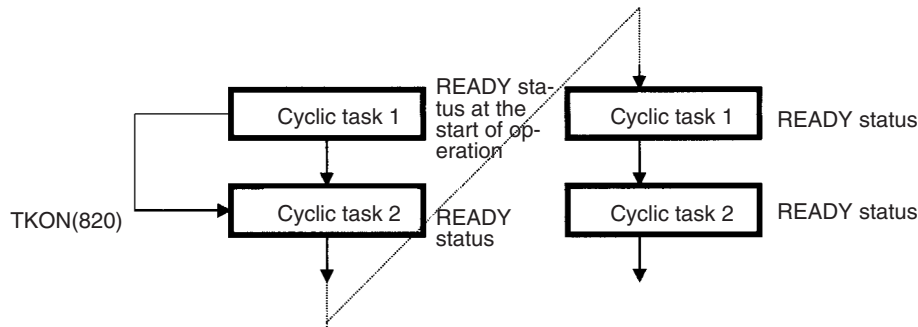 Cyclic task 1
READY sta-
tus at the
start of op-
eration
Cyclic task 1
READY status
TKON(820)
Cyclic task 2
READY
status
Cyclic task 2
READY status